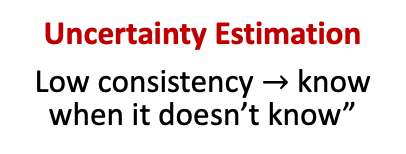 Uncertainty Estimation
Low consistency → know
when it doesn’t know”